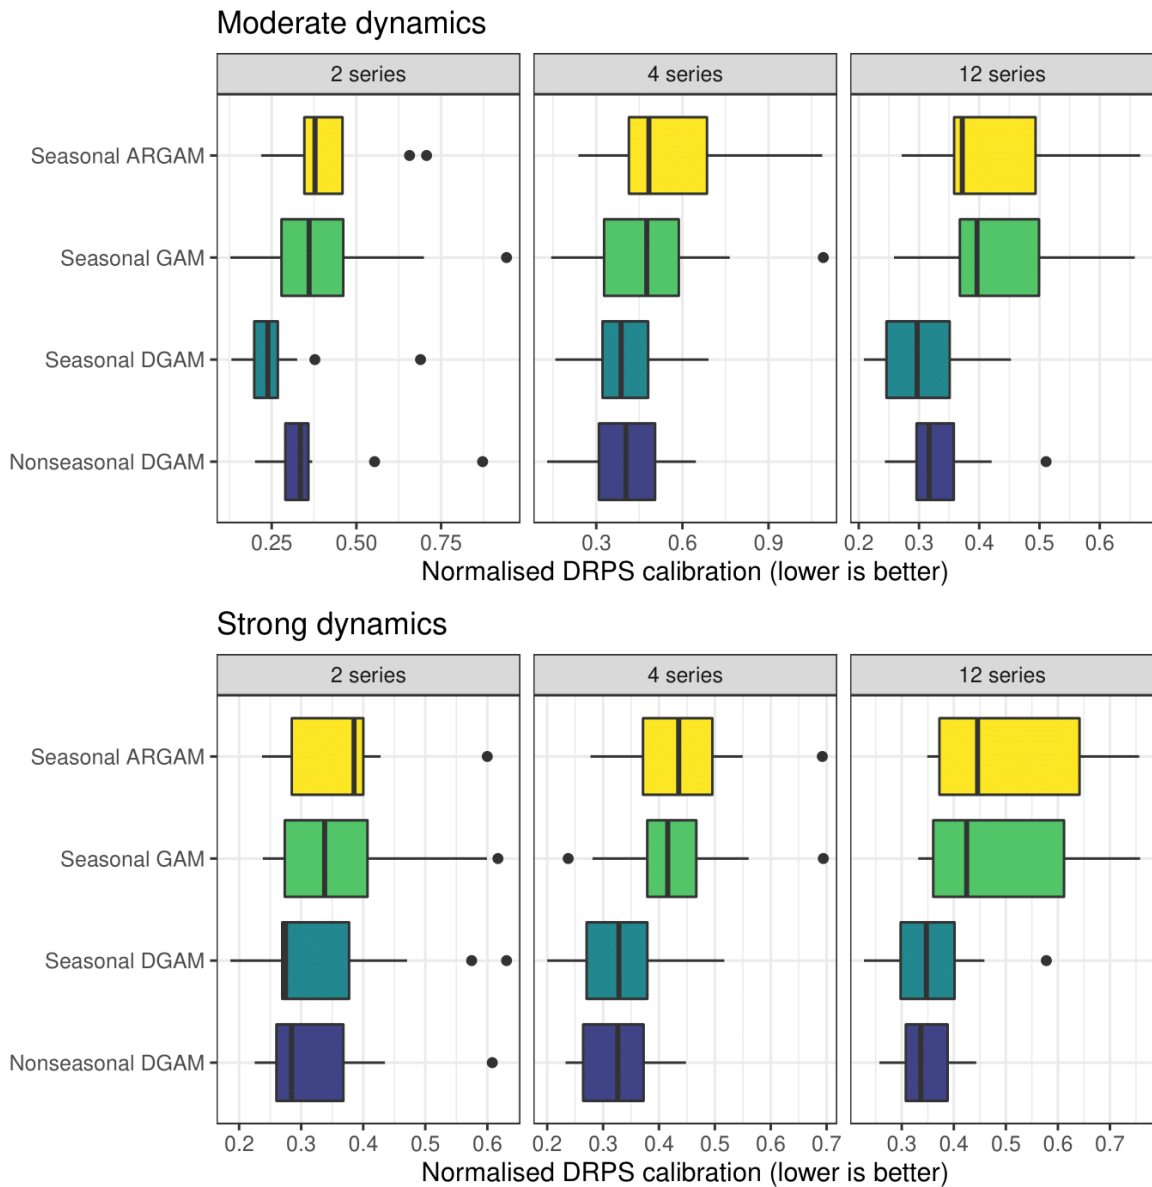 Moderate dynamics
2 series 4 series 12 series
Seasonal ARGAM
Seasonal GAM
Seasonal DGAM
Nonseasonal DGAM
0.25 0.50 0.75 0.3 0.6 0.9 0.2 0.3 0.4 0.5 0.6
Normalised DRPS calibration (lower is better)
Strong dynamics
2 series 4 series 12 series
Seasonal ARGAM
Seasonal GAM
Seasonal DGAM
Nonseasonal DGAM
0.2 0.3 0.4 0.5 0.6 0.2 0.3 0.4 0.5 0.6 0.7 0.3 0.4 0.5 0.6 0.7
Normalised DRPS calibration (lower is better)